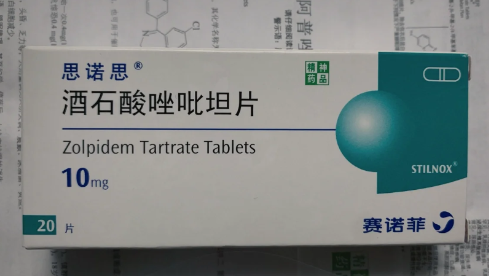 思诺思®
酒石酸唑吡坦片
精神
药品
Zolpidem Tartrate Tablets
10mg
STILNOX®
20 片
赛诺菲